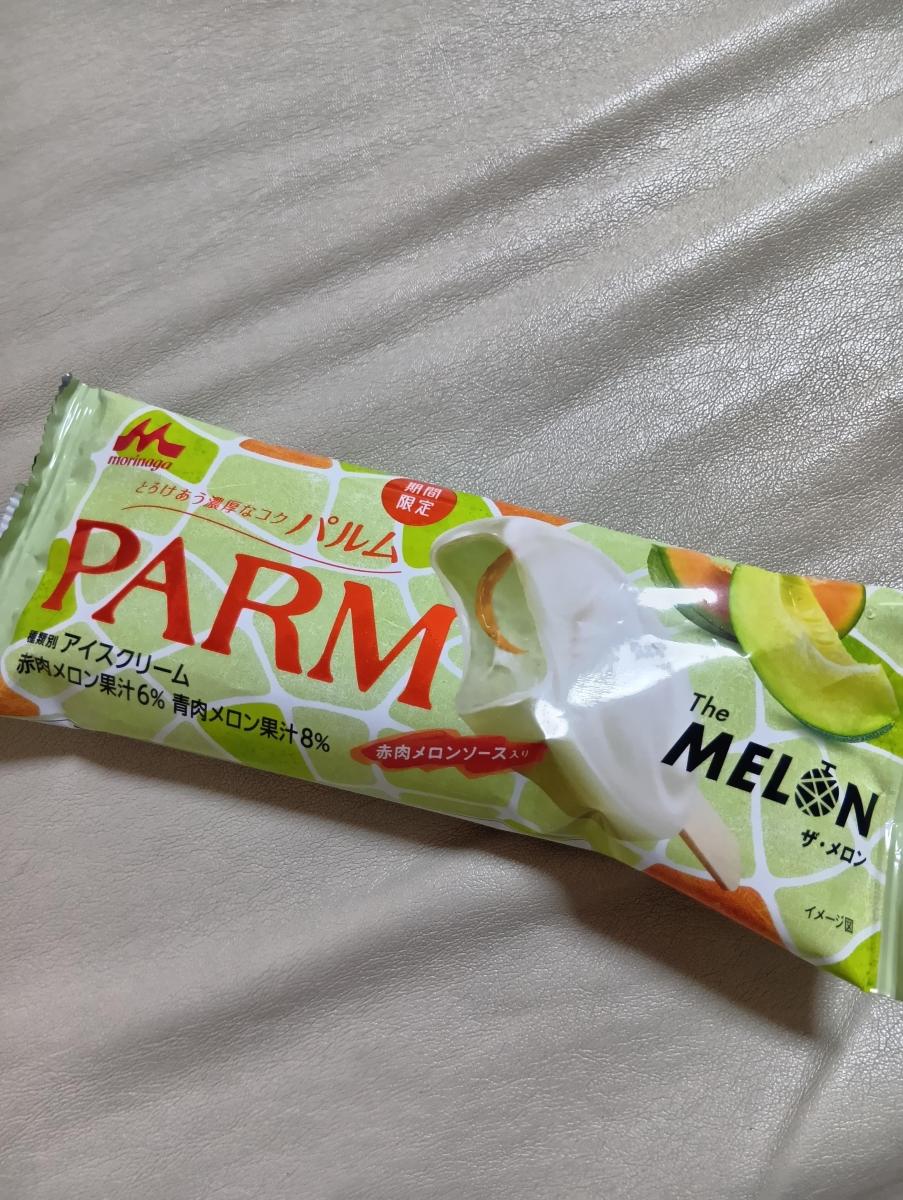 morinaga
とろけあう濃厚なコク パルム
期間
限定
PARM
種類別 アイスクリーム
赤肉メロン果汁6% 青肉メロン果汁8%
赤肉メロンソース入り
The
MELON
ザ・メロン
イメージ図